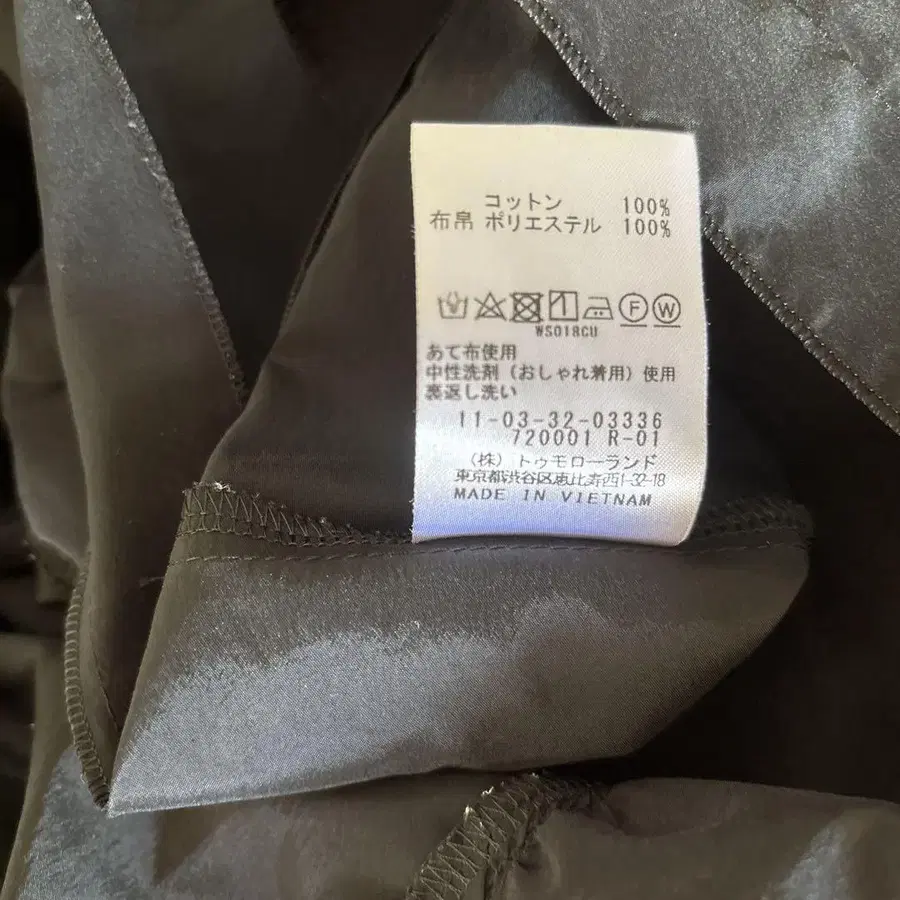 コットン 100%
布帛 ポリエステル 100%
F W
WS018CU
あて布使用
中性洗剤（おしゃれ着用）使用
裏返し洗い
11-03-32-03336
720001 R-01
（株）トゥモローランド
東京都渋谷区恵比寿西1-32-18
MADE IN VIETNAM